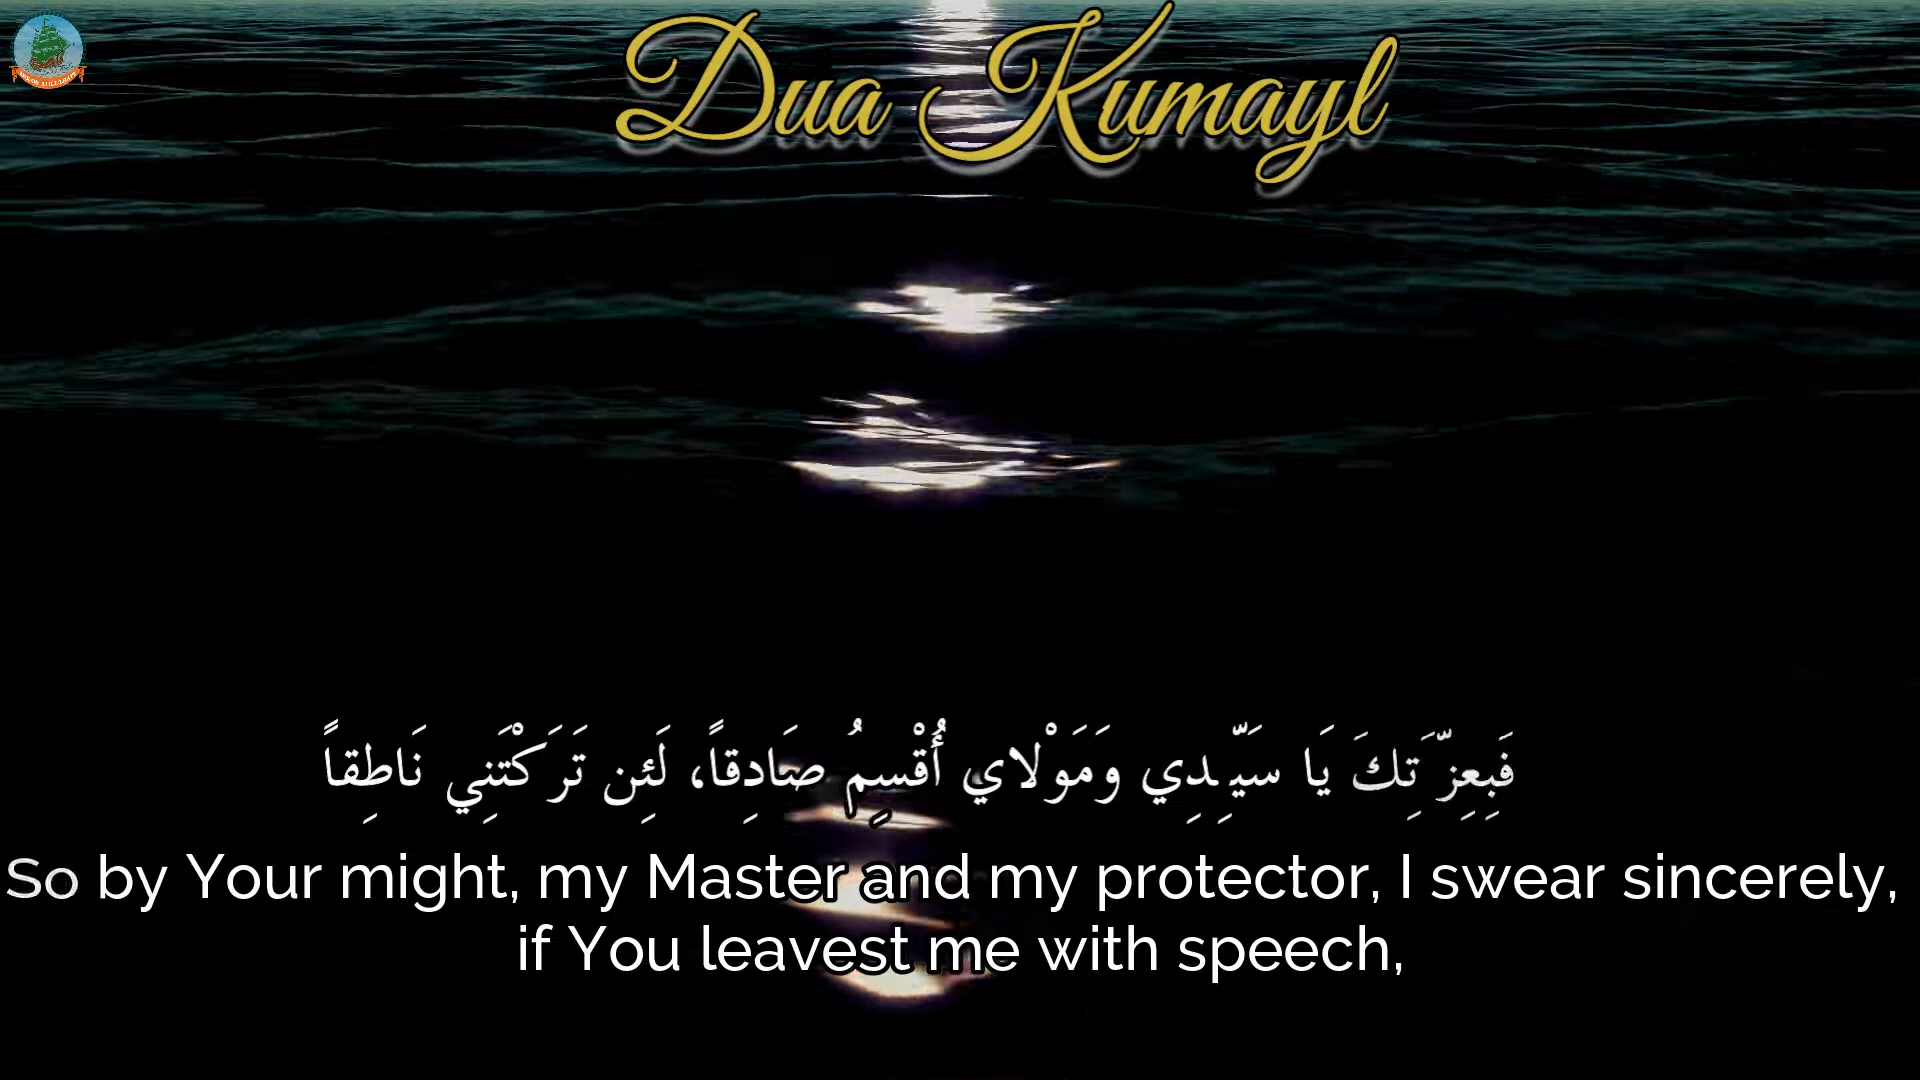 Dua Kumayl
فَبِعِزَّتِكَ يَا سَيِّدِي وَمَوْلاي أُقْسِمُ صَادِقاً، لَئِن تَرَكْتَنِي نَاطِقاً
So by Your might, my Master and my protector, I swear sincerely,
if You leavest me with speech,